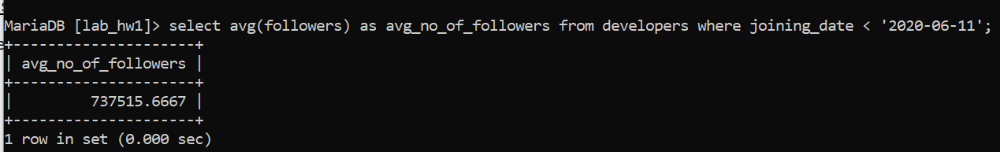 MariaDB [lab_hw1]> select avg(followers) as avg_no_of_followers from developers where joining_date < '2020-06-11';
+---------------------+
| avg_no_of_followers |
+---------------------+
|         737515.6667 |
+---------------------+
1 row in set (0.000 sec)